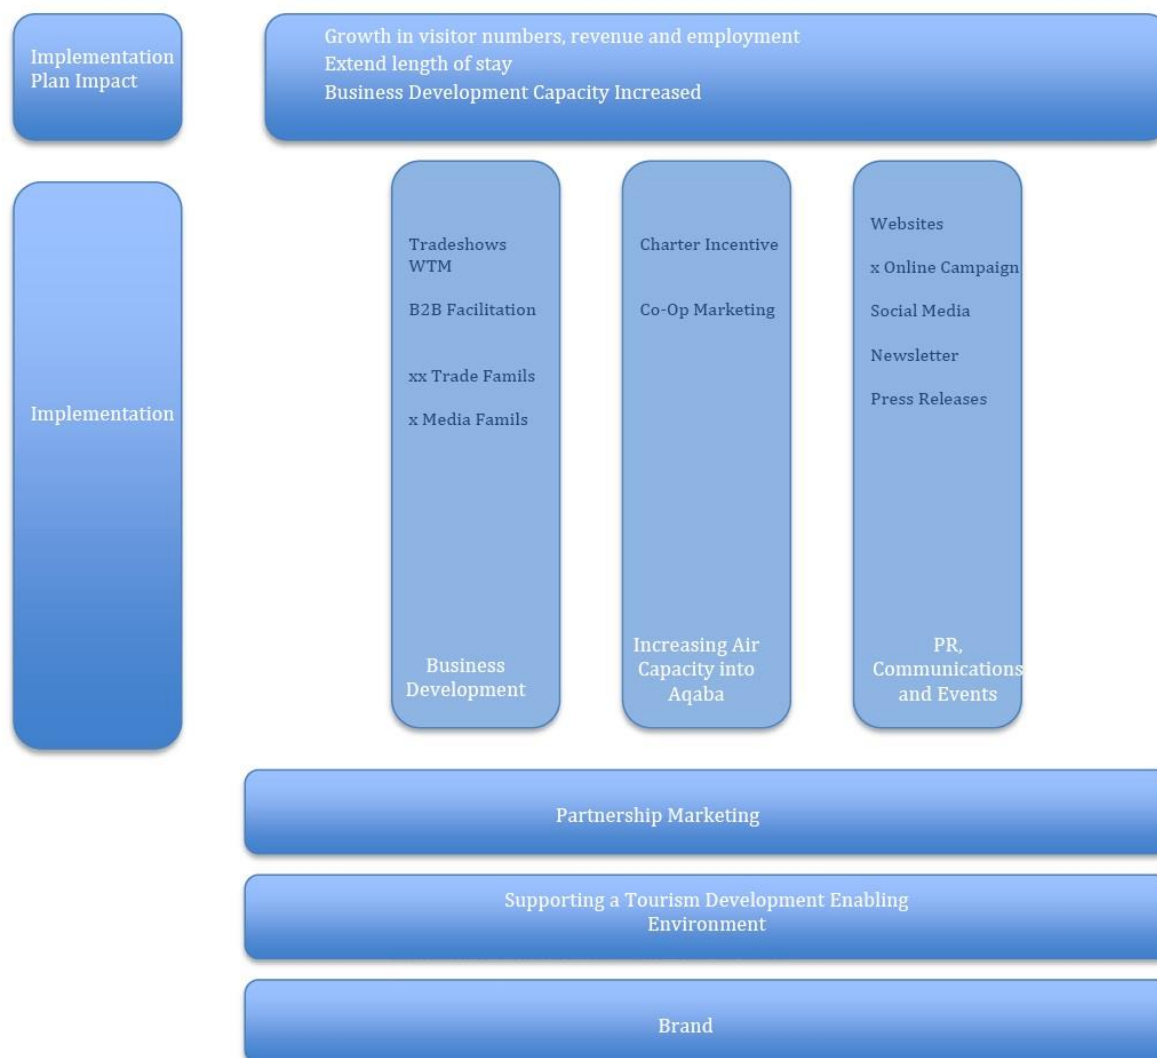 Implementation
Plan Impact
Growth in visitor numbers, revenue and employment
Extend length of stay
Business Development Capacity Increased
Implementation
Tradeshows
WTM
B2B Facilitation
xx Trade Famils
x Media Famils
Business
Development
Charter Incentive
Co-Op Marketing
Increasing Air
Capacity into
Aqaba
Websites
x Online Campaign
Social Media
Newsletter
Press Releases
PR,
Communications
and Events
Partnership Marketing
Supporting a Tourism Development Enabling
Environment
Brand